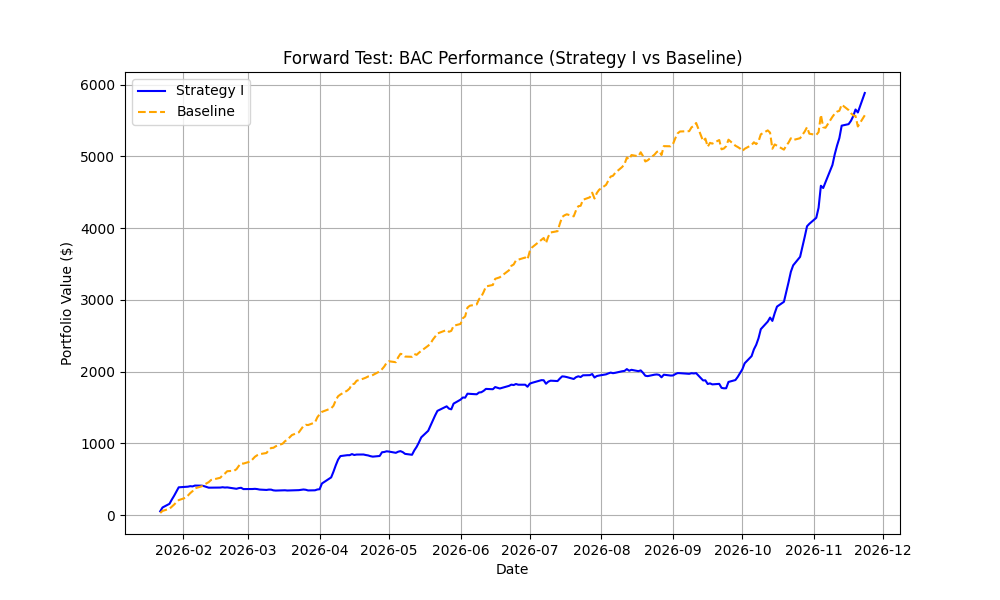 Forward Test: BAC Performance (Strategy I vs Baseline)
Strategy I
Baseline
Portfolio Value ($)
6000
5000
4000
3000
2000
1000
0
2026-02 2026-03 2026-04 2026-05 2026-06 2026-07 2026-08 2026-09 2026-10 2026-11 2026-12
Date